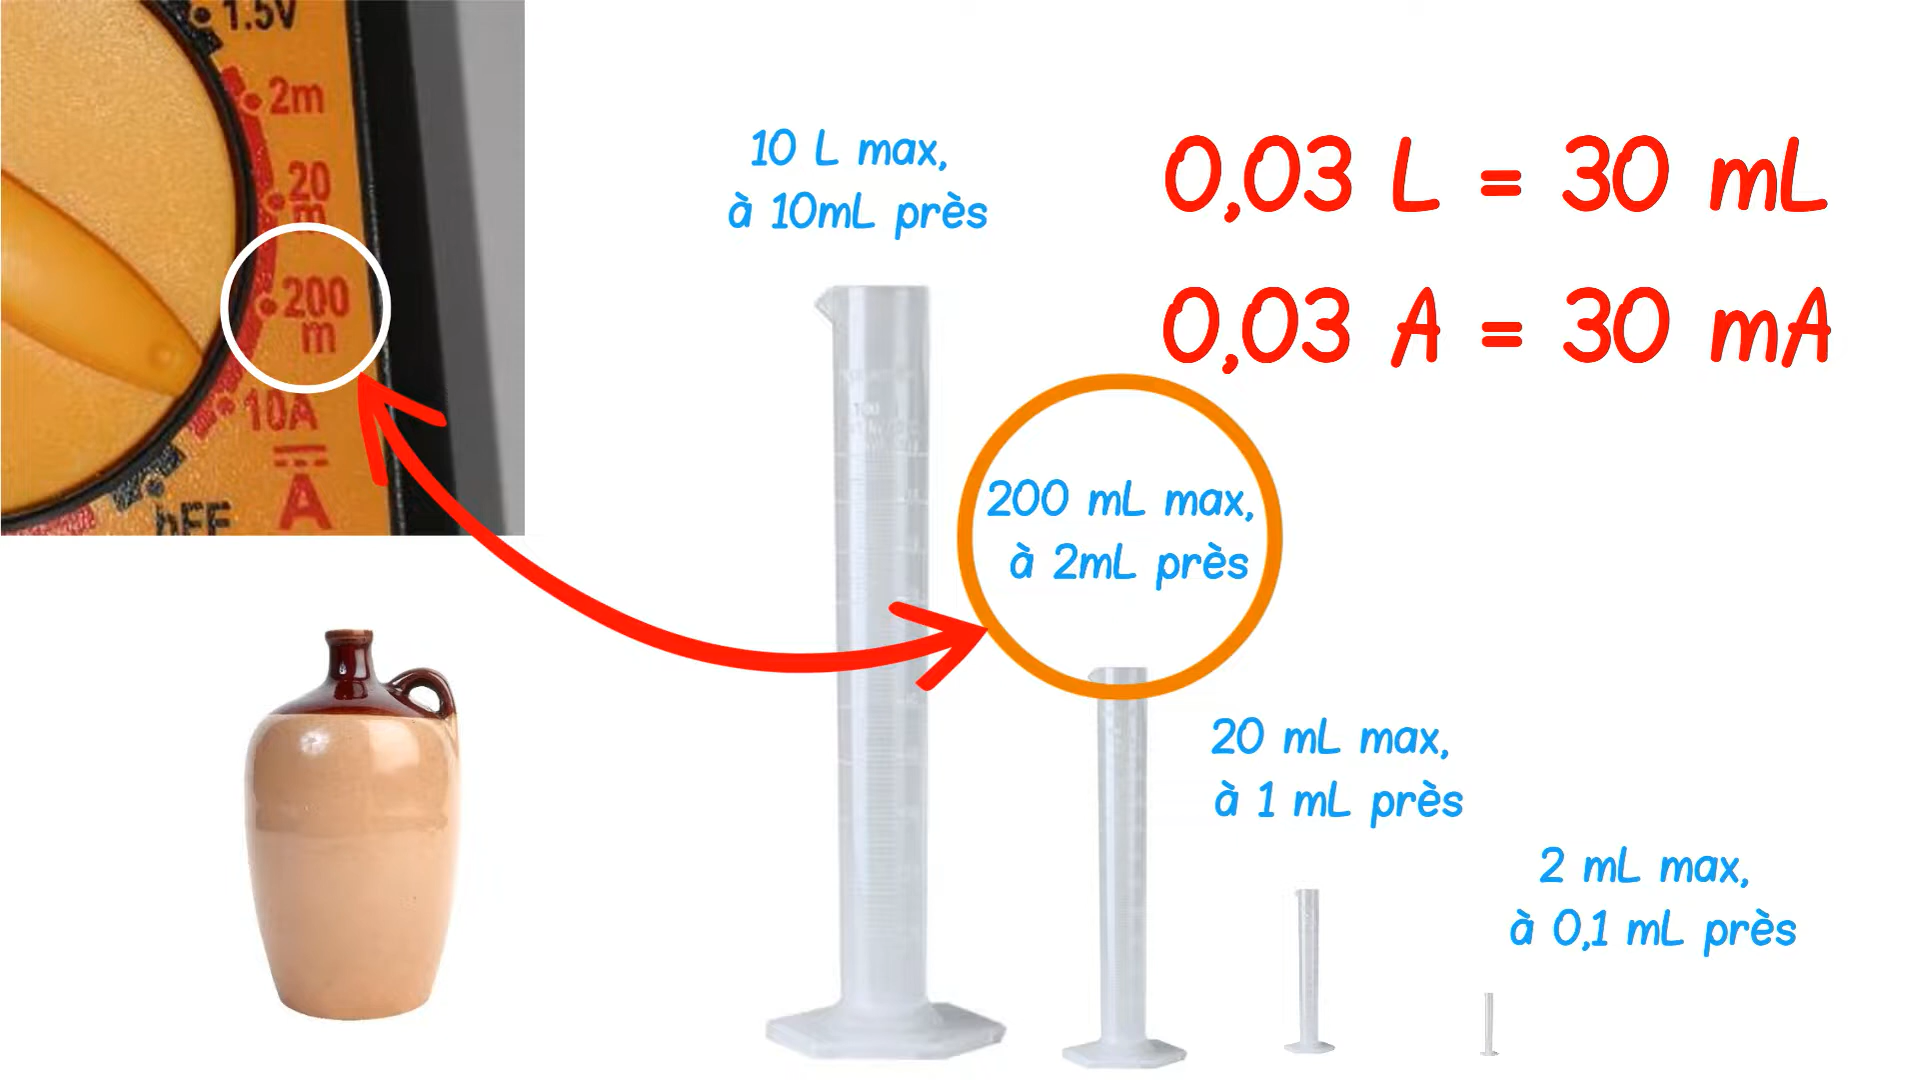 1.5V
2m
20
m
200
m
10A
A
hFE
10 L max,
à 10mL près
0,03 L = 30 mL
0,03 A = 30 mA
200 mL max,
à 2mL près
20 mL max,
à 1 mL près
2 mL max,
à 0,1 mL près